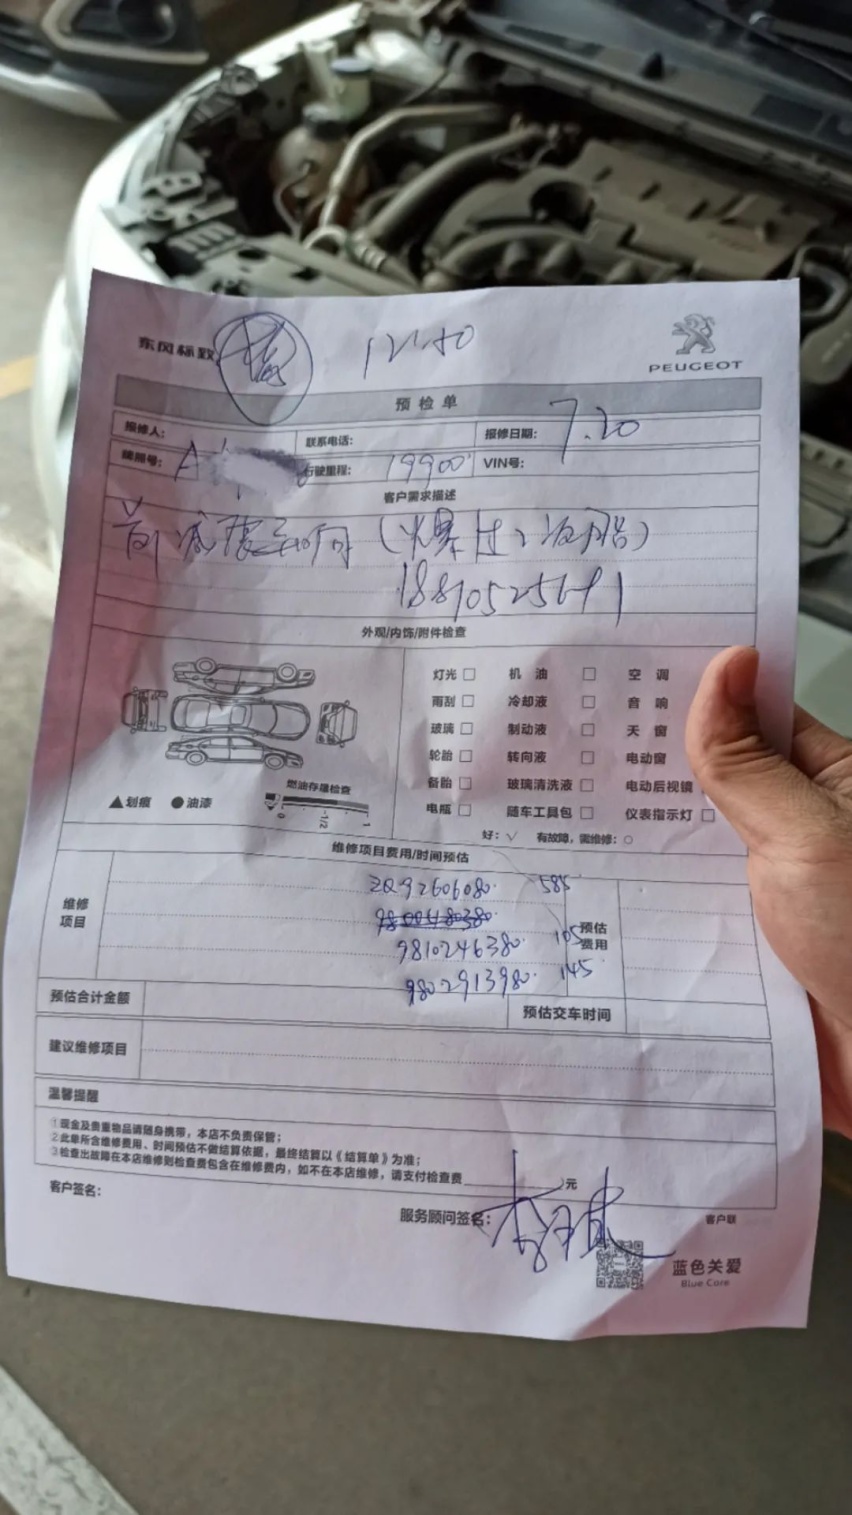 东风标致 12:40
PEUGEOT
预检单
报修人： 联系电话： 报修日期：7.20
牌照号：A 行驶里程：19900 VIN号：
客户需求描述
前减震异响（爆过2次胎）
外观/内饰/附件检查
灯光 □ 机油 □ 空调
雨刮 □ 冷却液 □ 音响
玻璃 □ 制动液 □ 天窗
轮胎 □ 转向液 □ 电动窗
备胎 □ 玻璃清洗液 □ 电动后视镜
电瓶 □ 随车工具包 □ 仪表指示灯 □
▲划痕 ●油漆
燃油存量检查
0 1/2 1
好：√ 有故障，需维修：○
维修项目费用/时间预估
维修项目
2Q92606080 585
9810246380 105
9802913980 145
预估费用
预估合计金额 预估交车时间
建议维修项目
温馨提醒
①现金及贵重物品请随身携带，本店不负责保管；
②此单所含维修费用、时间预估不做结算依据，最终结算以《结算单》为准；
③检查出故障在本店维修则检查费包含在维修费内，如不在本店维修，请支付检查费______元
客户签名：
服务顾问签名：
客户联
蓝色关爱
Blue Care